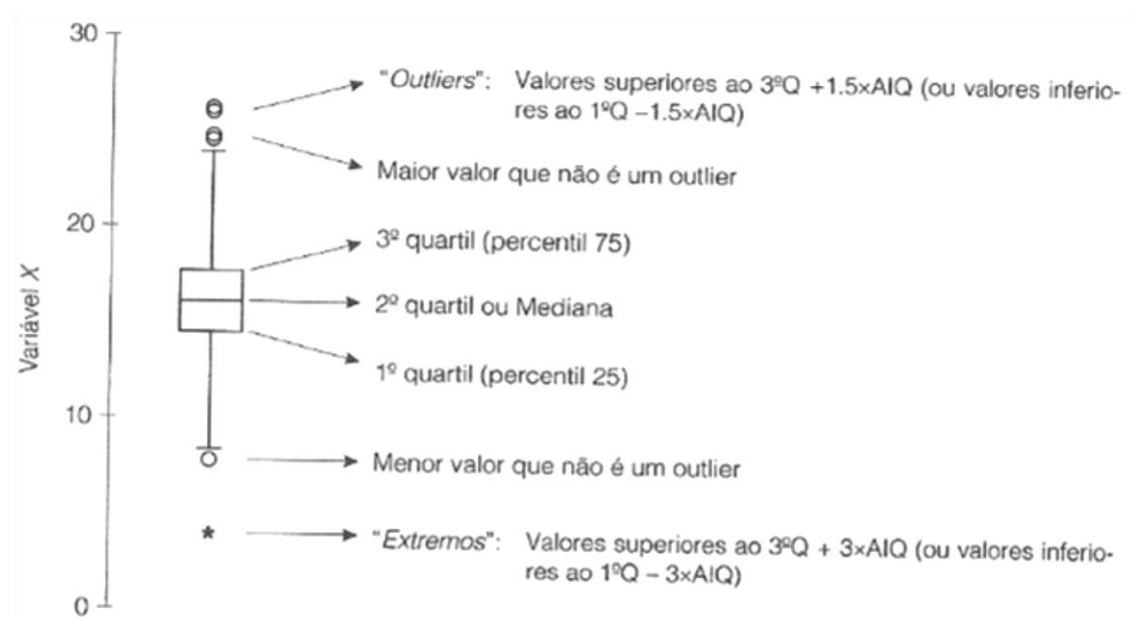 30
20
10
0
Variável X
"Outliers": Valores superiores ao 3ºQ +1.5×AIQ (ou valores inferio-
res ao 1ºQ −1.5×AIQ)
Maior valor que não é um outlier
3º quartil (percentil 75)
2º quartil ou Mediana
1º quartil (percentil 25)
Menor valor que não é um outlier
*
"Extremos": Valores superiores ao 3ºQ + 3×AIQ (ou valores inferio-
res ao 1ºQ − 3×AIQ)